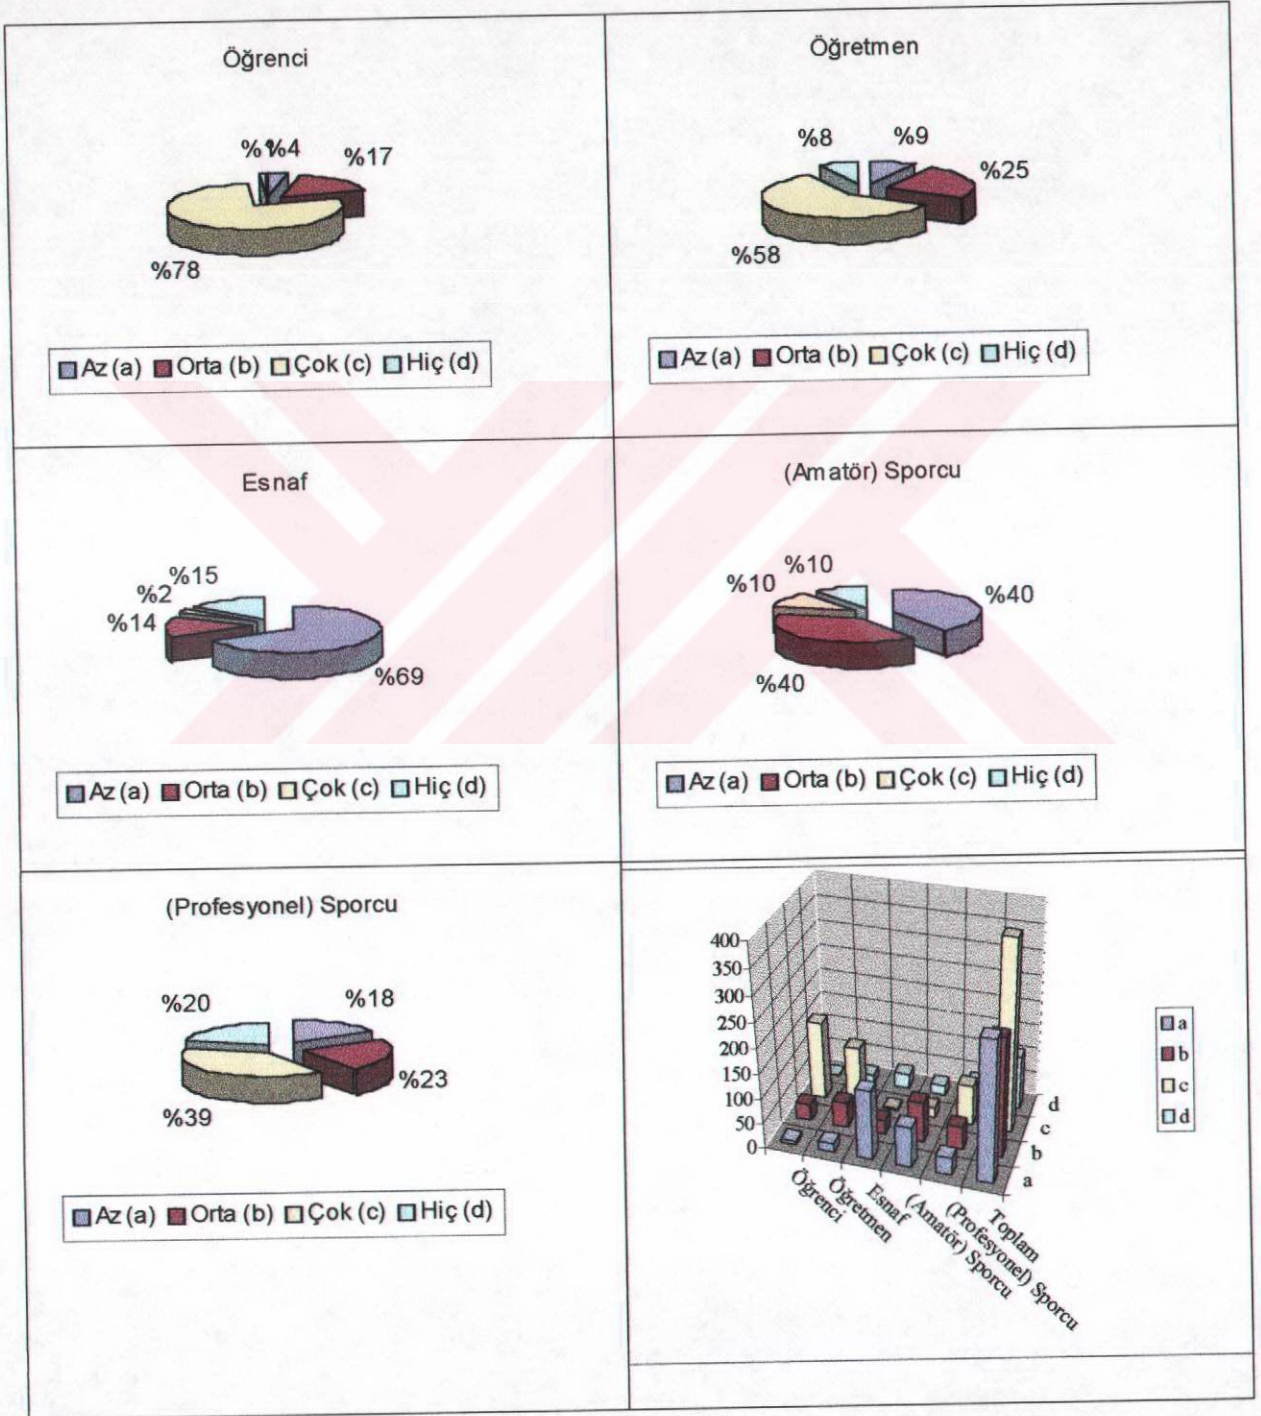 Öğrenci
%1 %4
%17
%78
Az (a) Orta (b) Çok (c) Hiç (d)
Öğretmen
%8
%9
%25
%58
Az (a) Orta (b) Çok (c) Hiç (d)
Esnaf
%15
%2
%14
%69
Az (a) Orta (b) Çok (c) Hiç (d)
(Amatör) Sporcu
%10
%10
%40
%40
Az (a) Orta (b) Çok (c) Hiç (d)
(Profesyonel) Sporcu
%20
%18
%23
%39
Az (a) Orta (b) Çok (c) Hiç (d)
400
350
300
250
200
150
100
50
0
d
c
b
a
Öğrenci
Öğretmen
Esnaf
(Amatör) Sporcu
(Profesyonel) Sporcu
Toplam
a
b
c
d